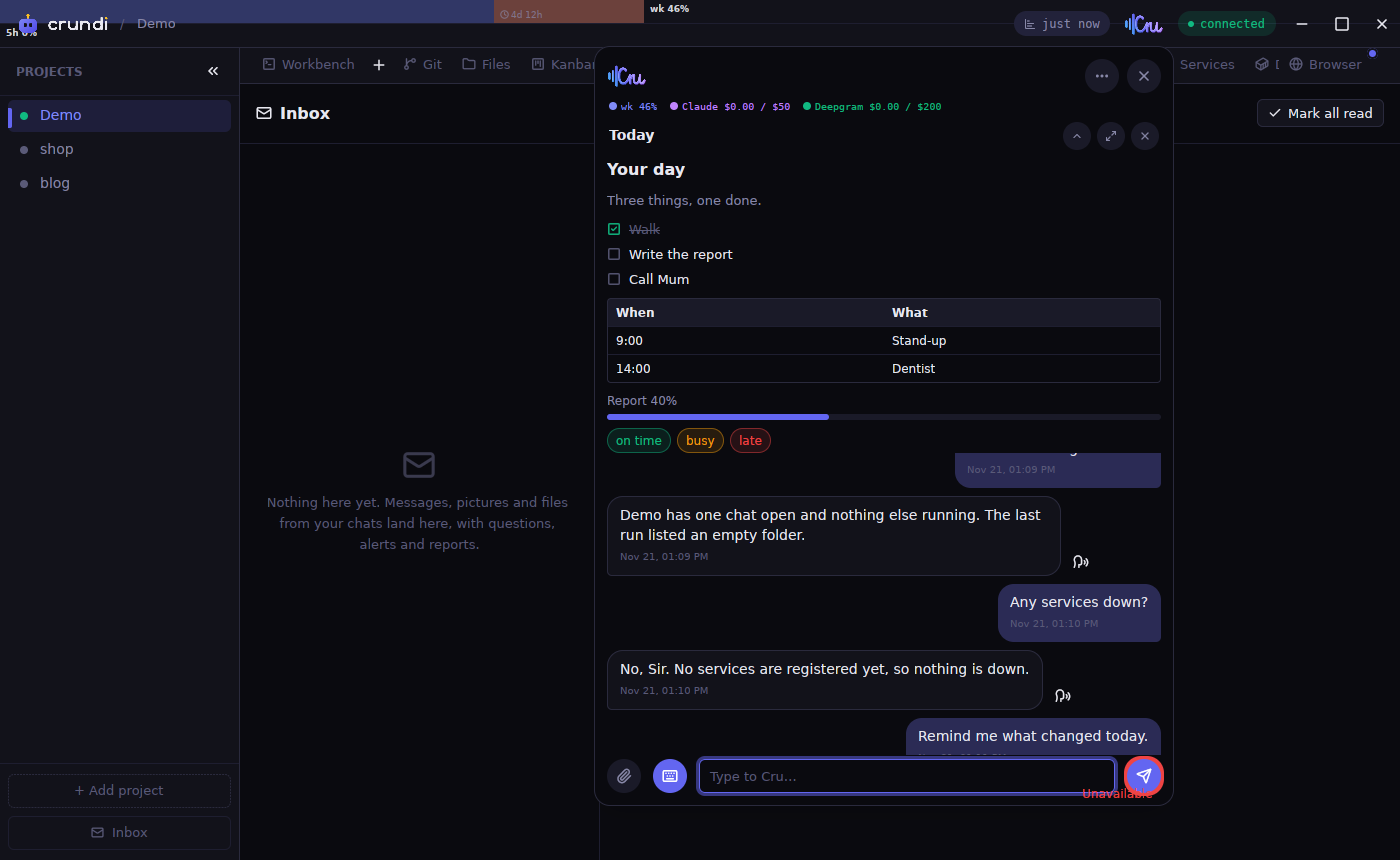 4d 12h
wk 46%
5h 0%
crundi / Demo
just now
Cru
connected
PROJECTS
Demo
shop
blog
+ Add project
Inbox
Workbench
+
Git
Files
Kanba
Services
Browser
Inbox
Mark all read
Nothing here yet. Messages, pictures and files
from your chats land here, with questions,
alerts and reports.
Cru
wk 46%
Claude $0.00 / $50
Deepgram $0.00 / $200
Today
Your day
Three things, one done.
Walk
Write the report
Call Mum
When What
9:00 Stand-up
14:00 Dentist
Report 40%
on time
busy
late
Nov 21, 01:09 PM
Demo has one chat open and nothing else running. The last
run listed an empty folder.
Nov 21, 01:09 PM
Any services down?
Nov 21, 01:10 PM
No, Sir. No services are registered yet, so nothing is down.
Nov 21, 01:10 PM
Remind me what changed today.
Type to Cru…
Unavailable